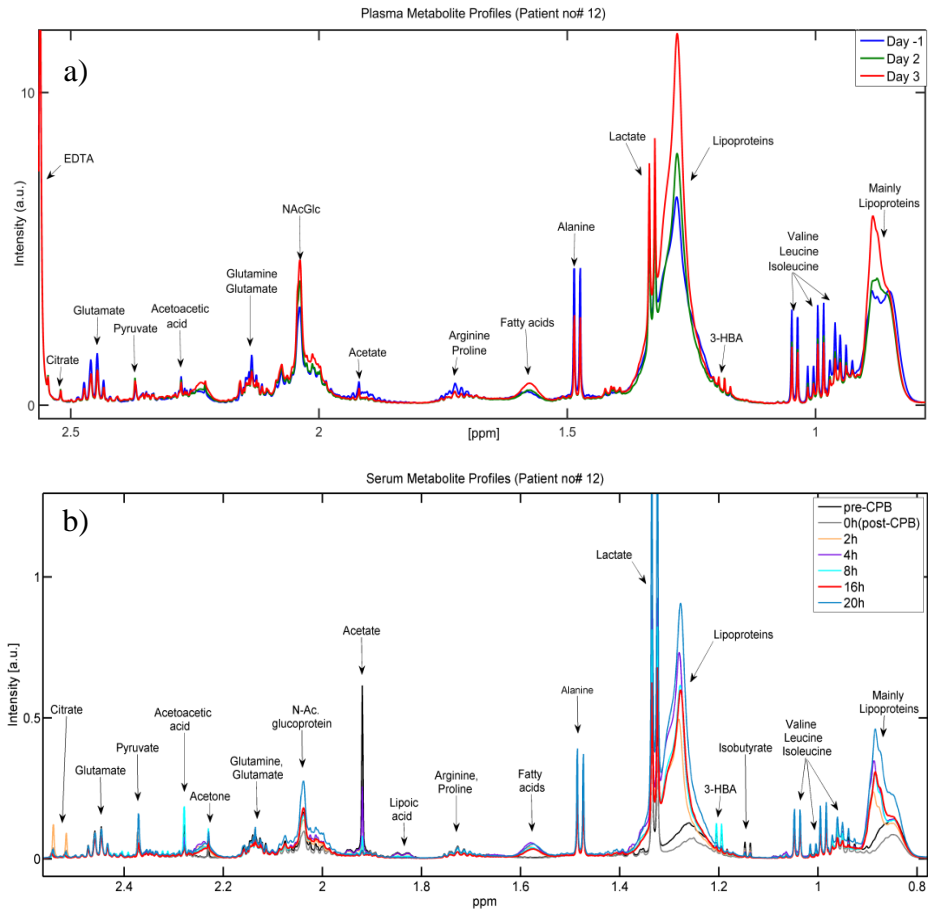 Plasma Metabolite Profiles (Patient no# 12)
a)
Day -1
Day 2
Day 3
10
0
Intensity (a.u.)
EDTA
Citrate
Glutamate
Pyruvate
Acetoacetic
acid
Glutamine
Glutamate
NAcGlc
Acetate
Arginine
Proline
Fatty acids
Alanine
Lactate
Lipoproteins
3-HBA
Valine
Leucine
Isoleucine
Mainly
Lipoproteins
2.5
2
1.5
1
[ppm]
Serum Metabolite Profiles (Patient no# 12)
b)
pre-CPB
0h(post-CPB)
2h
4h
8h
16h
20h
1
0.5
0
Intensity [a.u.]
Citrate
Glutamate
Pyruvate
Acetoacetic
acid
Acetone
Glutamine,
Glutamate
N-Ac.
glucoprotein
Acetate
Lipoic
acid
Arginine,
Proline
Fatty
acids
Alanine
Lactate
Lipoproteins
3-HBA
Isobutyrate
Valine
Leucine
Isoleucine
Mainly
Lipoproteins
2.4
2.2
2.0
1.8
1.6
1.4
1.2
1
0.8
ppm